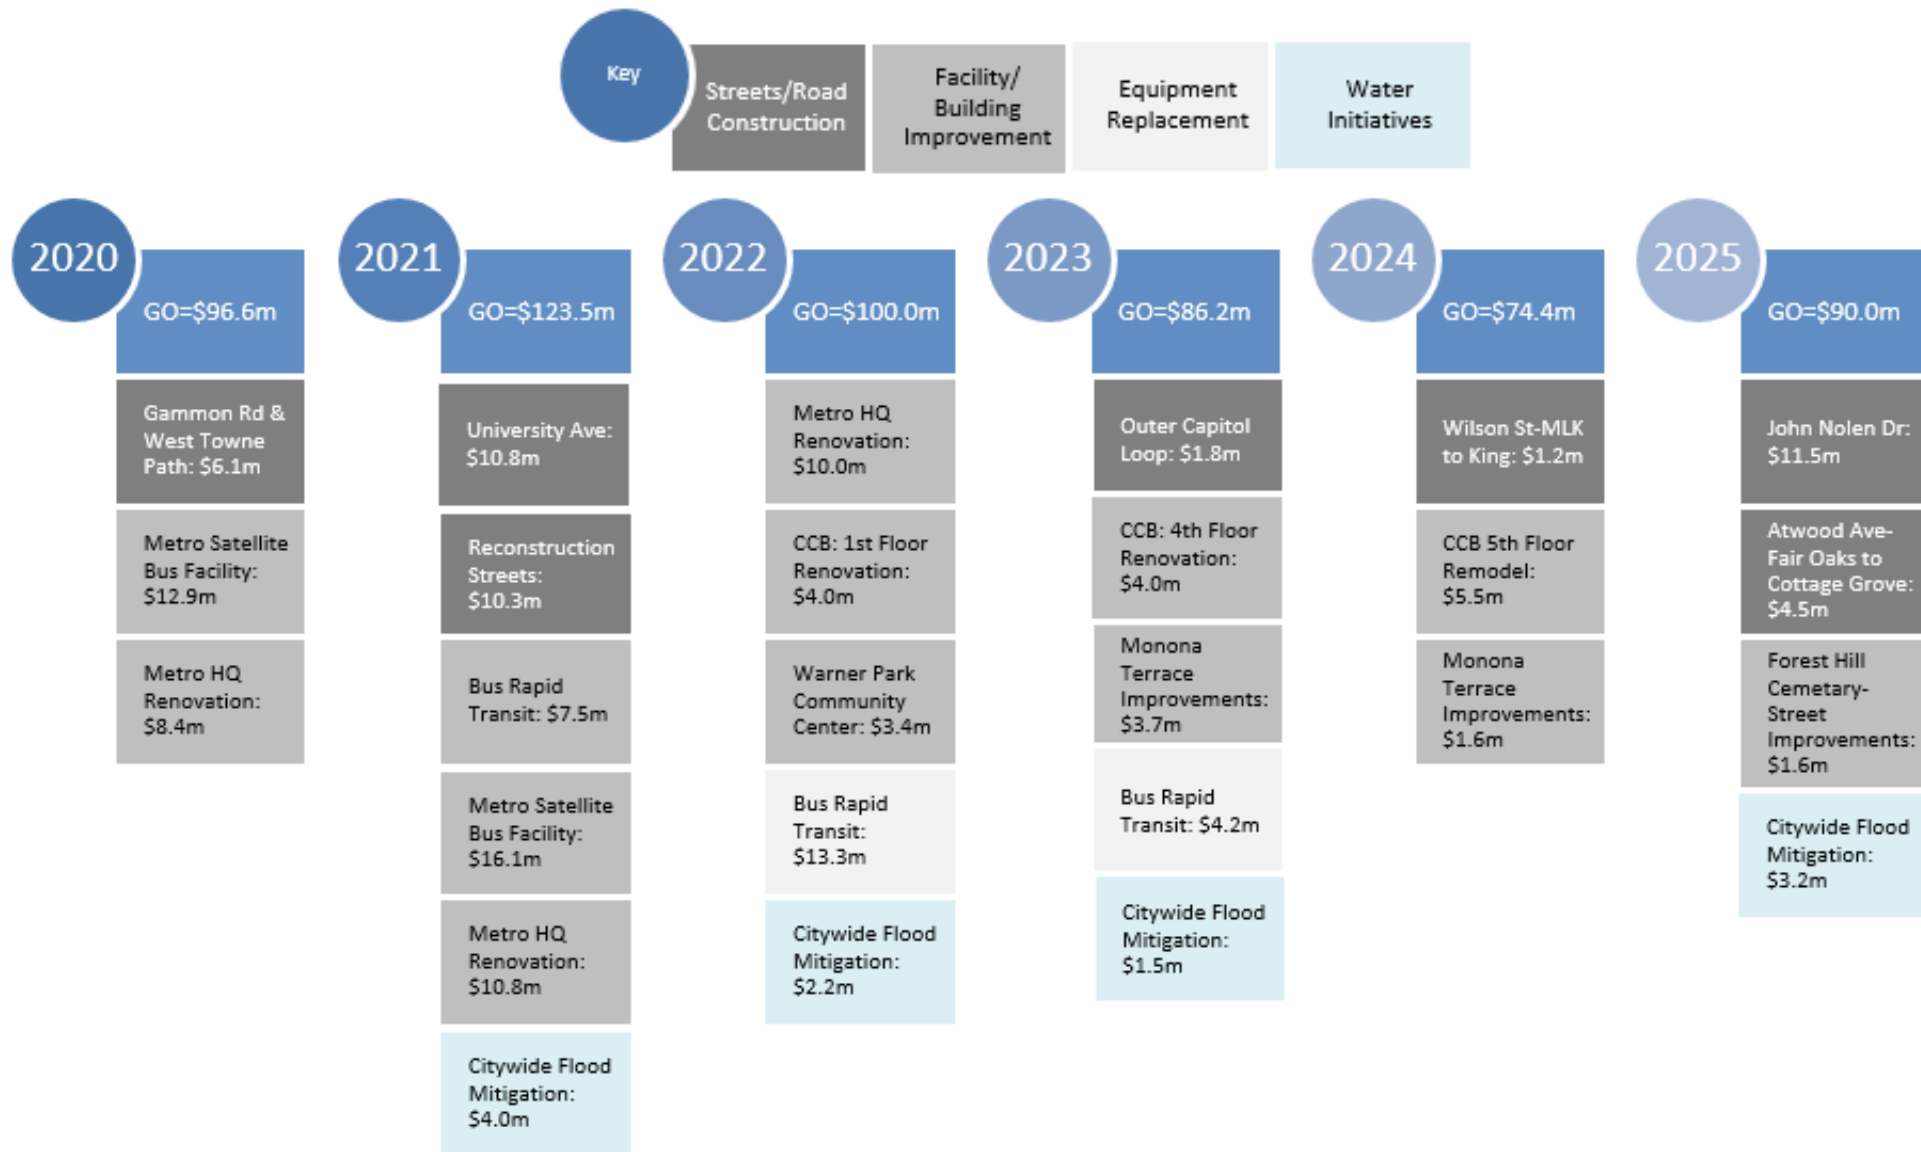 Key
Streets/Road
Construction
Facility/
Building
Improvement
Equipment
Replacement
Water
Initiatives
2020
GO=$96.6m
Gammon Rd &
West Towne
Path: $6.1m
Metro Satellite
Bus Facility:
$12.9m
Metro HQ
Renovation:
$8.4m
2021
GO=$123.5m
University Ave:
$10.8m
Reconstruction
Streets:
$10.3m
Bus Rapid
Transit: $7.5m
Metro Satellite
Bus Facility:
$16.1m
Metro HQ
Renovation:
$10.8m
Citywide Flood
Mitigation:
$4.0m
2022
GO=$100.0m
Metro HQ
Renovation:
$10.0m
CCB: 1st Floor
Renovation:
$4.0m
Warner Park
Community
Center: $3.4m
Bus Rapid
Transit:
$13.3m
Citywide Flood
Mitigation:
$2.2m
2023
GO=$86.2m
Outer Capitol
Loop: $1.8m
CCB: 4th Floor
Renovation:
$4.0m
Monona
Terrace
Improvements:
$3.7m
Bus Rapid
Transit: $4.2m
Citywide Flood
Mitigation:
$1.5m
2024
GO=$74.4m
Wilson St-MLK
to King: $1.2m
CCB 5th Floor
Remodel:
$5.5m
Monona
Terrace
Improvements:
$1.6m
2025
GO=$90.0m
John Nolen Dr:
$11.5m
Atwood Ave-
Fair Oaks to
Cottage Grove:
$4.5m
Forest Hill
Cemetary-
Street
Improvements:
$1.6m
Citywide Flood
Mitigation:
$3.2m